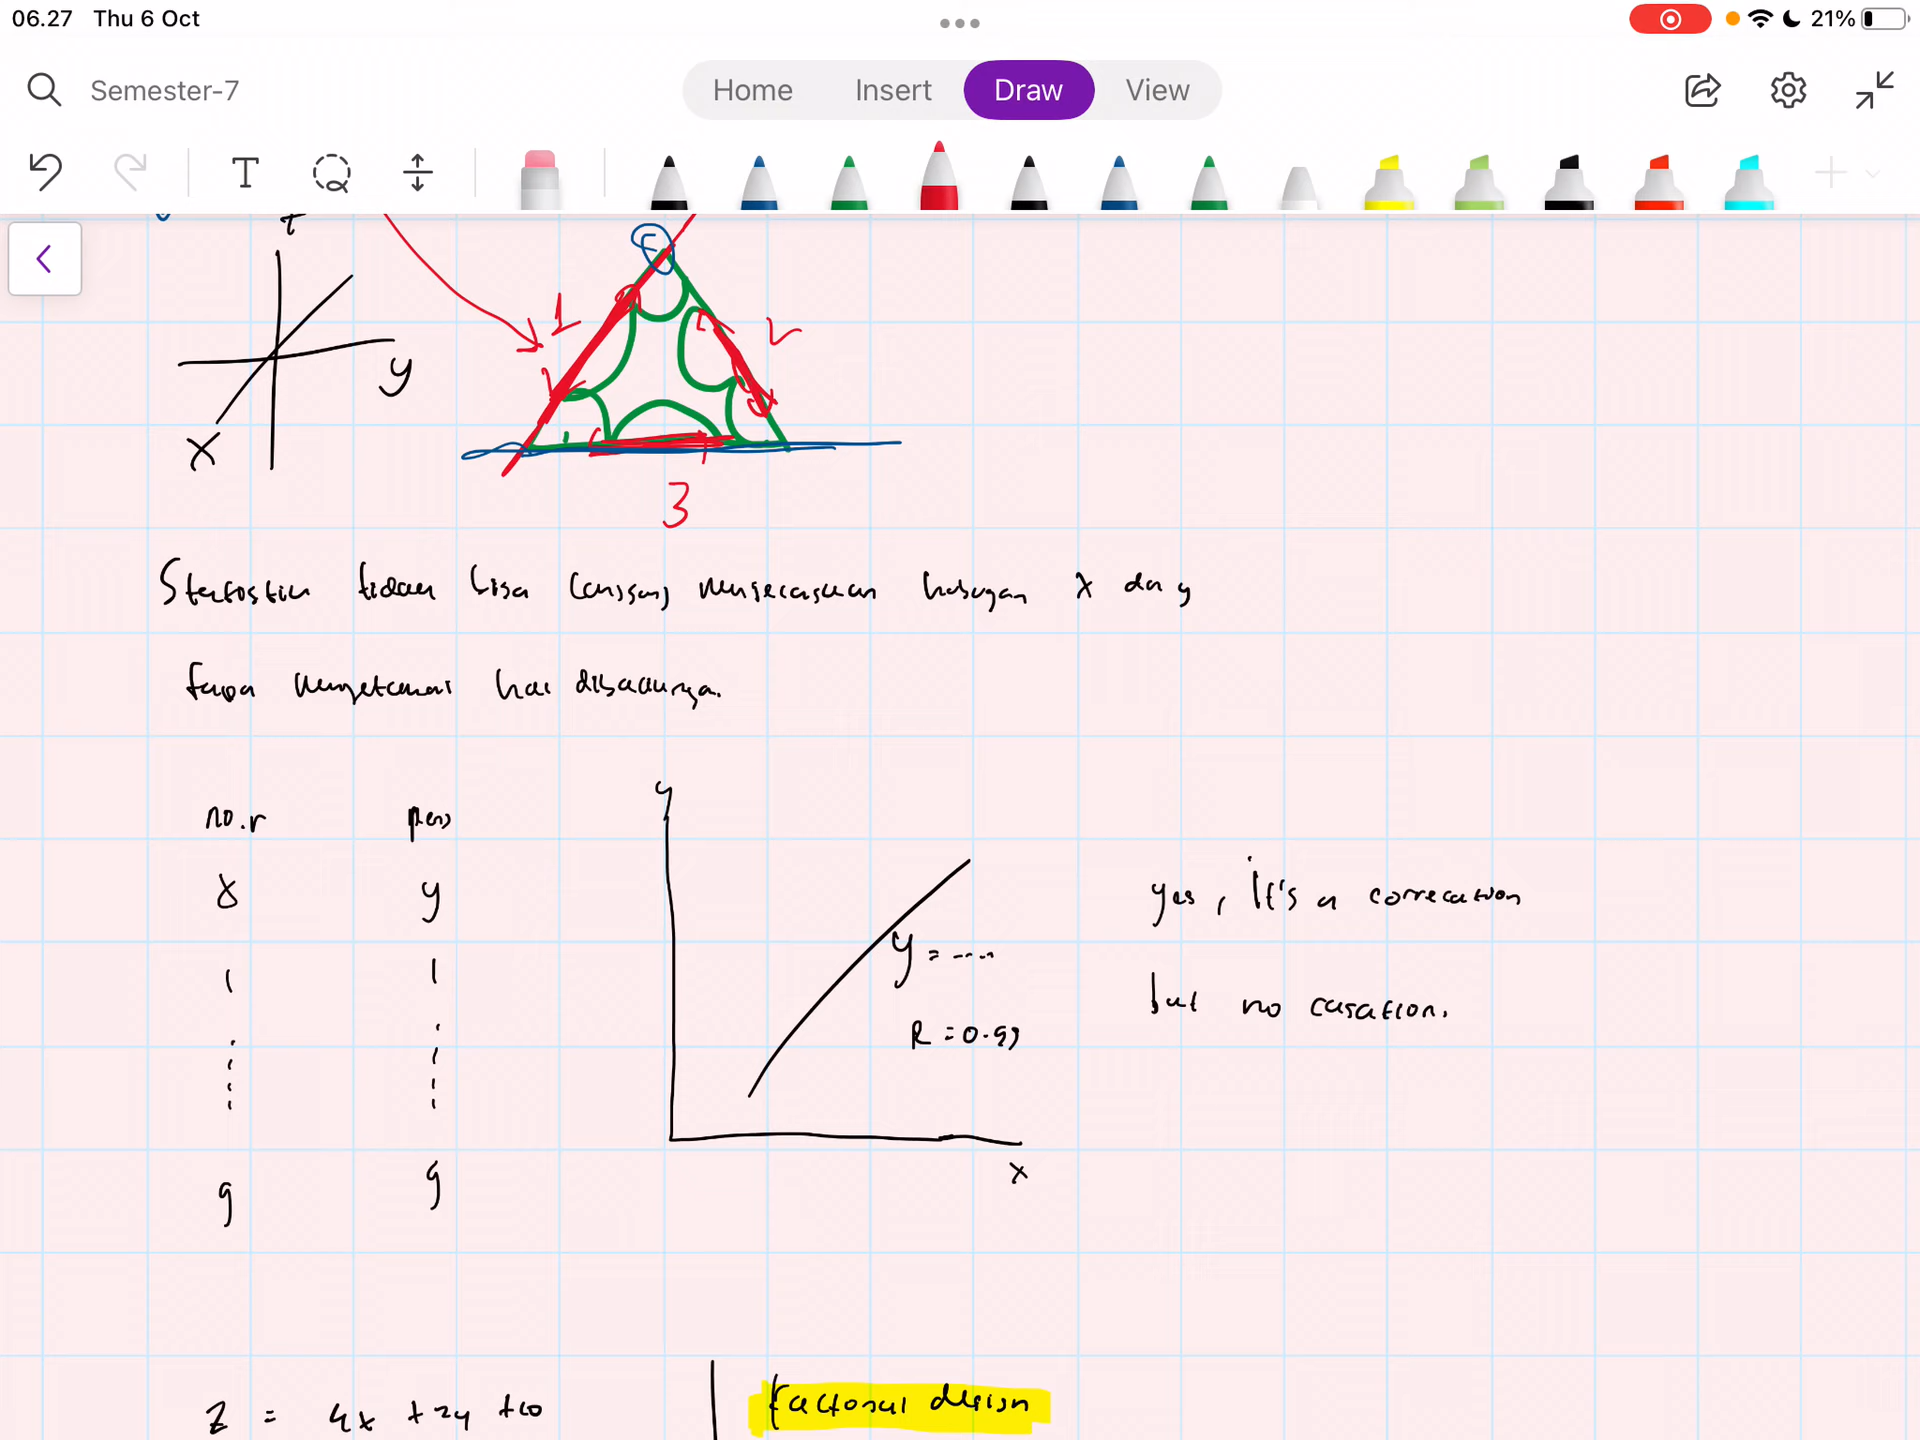 06.27 Thu 6 Oct
21%
Semester-7
Home Insert Draw View
T
z
y
x
1
2
3
Statistik tidak bisa langsung menjelaskan hubungan x dan y
tanpa mengetahui hal dibaliknya.
no.r
x y
1 1
9 9
y
y = ....
R = 0.99
x
yes, it's a correlation
but no causation.
z = 4x + 2y + 10
factorial design